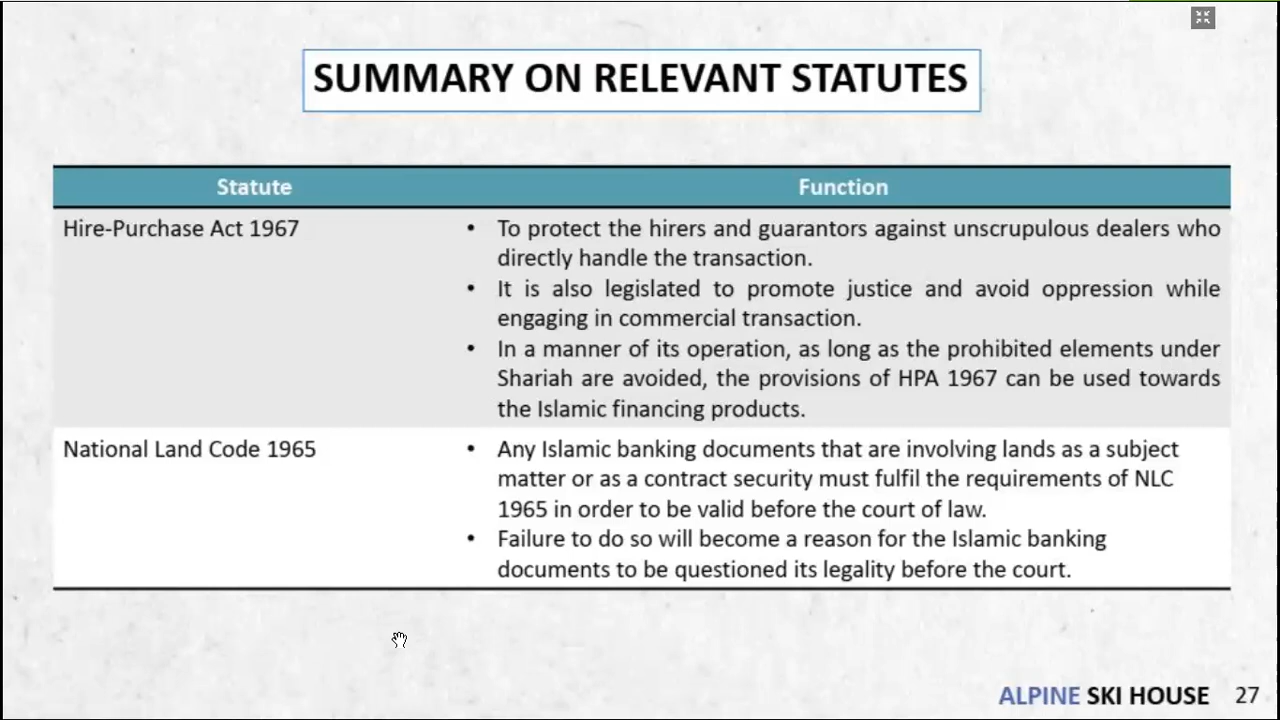 SUMMARY ON RELEVANT STATUTES
Statute Function
Hire-Purchase Act 1967
• To protect the hirers and guarantors against unscrupulous dealers who
directly handle the transaction.
• It is also legislated to promote justice and avoid oppression while
engaging in commercial transaction.
• In a manner of its operation, as long as the prohibited elements under
Shariah are avoided, the provisions of HPA 1967 can be used towards
the Islamic financing products.
National Land Code 1965
• Any Islamic banking documents that are involving lands as a subject
matter or as a contract security must fulfil the requirements of NLC
1965 in order to be valid before the court of law.
• Failure to do so will become a reason for the Islamic banking
documents to be questioned its legality before the court.
ALPINE SKI HOUSE 27